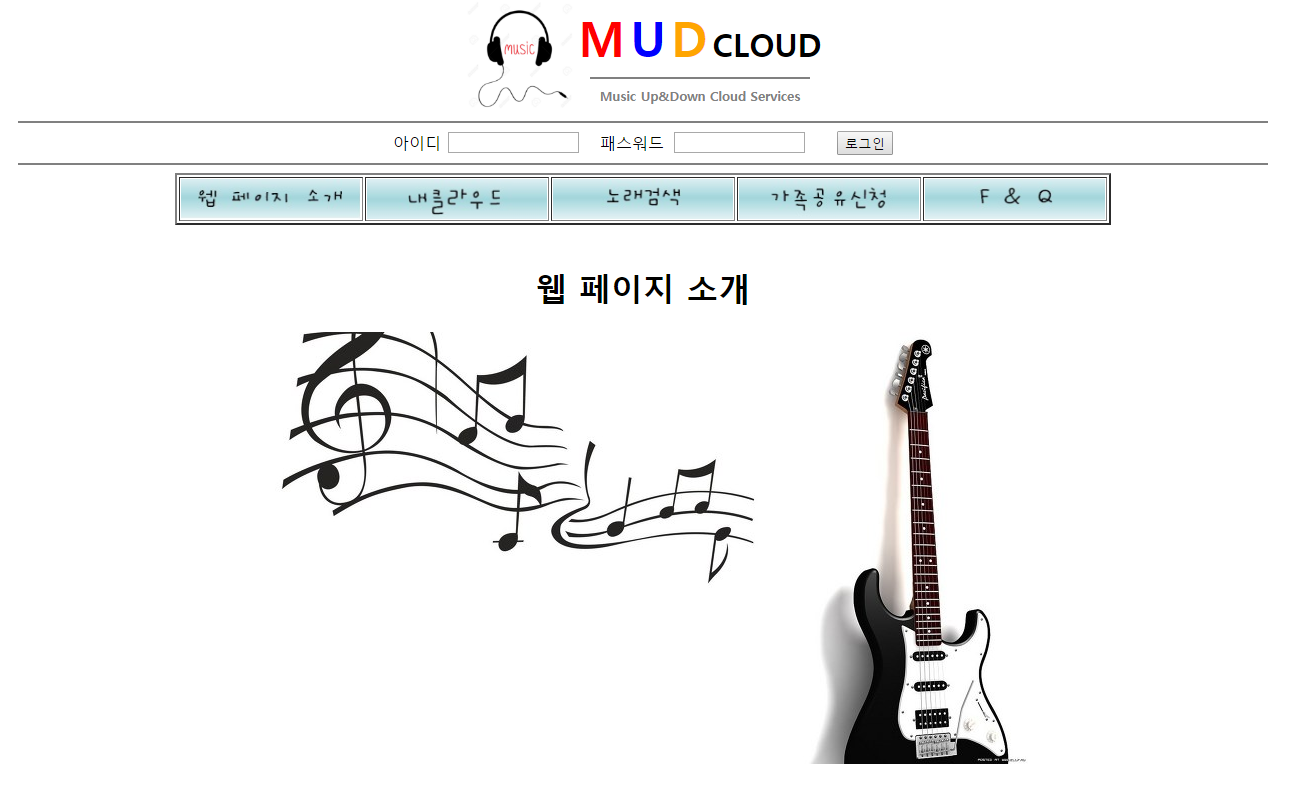 music
M U D CLOUD
Music Up&Down Cloud Services
아이디 패스워드 로그인
웹 페이지 소개 내클라우드 노래검색 가족공유신청 F & Q
웹 페이지 소개